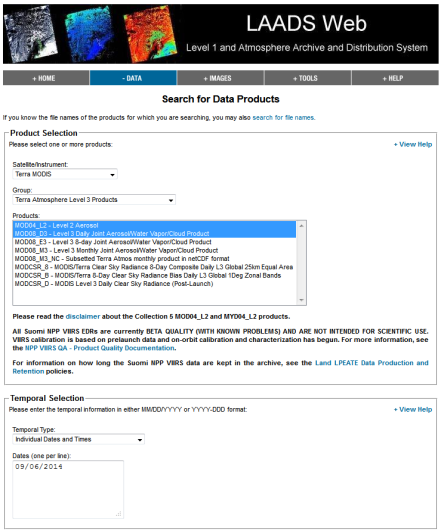 LAADS Web
Level 1 and Atmosphere Archive and Distribution System
+ HOME
- DATA
+ IMAGES
+ TOOLS
+ HELP
Search for Data Products
If you know the file names of the products for which you are searching, you may also search for file names.
Product Selection
Please select one or more products:
+ View Help
Satellite/Instrument:
Terra MODIS
Group:
Terra Atmosphere Level 3 Products
Products:
MOD04_L2 - Level 2 Aerosol
MOD08_D3 - Level 3 Daily Joint Aerosol/Water Vapor/Cloud Product
MOD08_E3 - Level 3 8-day Joint Aerosol/Water Vapor/Cloud Product
MOD08_M3 - Level 3 Monthly Joint Aerosol/Water Vapor/Cloud Product
MOD08_M3_NC - Subsetted Terra Atmos monthly product in netCDF format
MODCSR_8 - MODIS/Terra Clear Sky Radiance 8-Day Composite Daily L3 Global 25km Equal Area
MODCSR_B - MODIS/Terra 8-Day Clear Sky Radiance Bias Daily L3 Global 1Deg Zonal Bands
MODCSR_D - MODIS Level 3 Daily Clear Sky Radiance (Post-Launch)
Please read the disclaimer about the Collection 5 MOD04_L2 and MYD04_L2 products.
All Suomi NPP VIIRS EDRs are currently BETA QUALITY (WITH KNOWN PROBLEMS) AND ARE NOT INTENDED FOR SCIENTIFIC USE.
VIIRS calibration is based on prelaunch data and on-orbit calibration and characterization has begun. For more information, see
the NPP VIIRS QA - Product Quality Documentation.
For information on how long the Suomi NPP VIIRS data are kept in the archive, see the Land LPEATE Data Production and
Retention policies.
Temporal Selection
Please enter the temporal information in either MM/DD/YYYY or YYYY-DDD format:
+ View Help
Temporal Type:
Individual Dates and Times
Dates (one per line):
09/06/2014